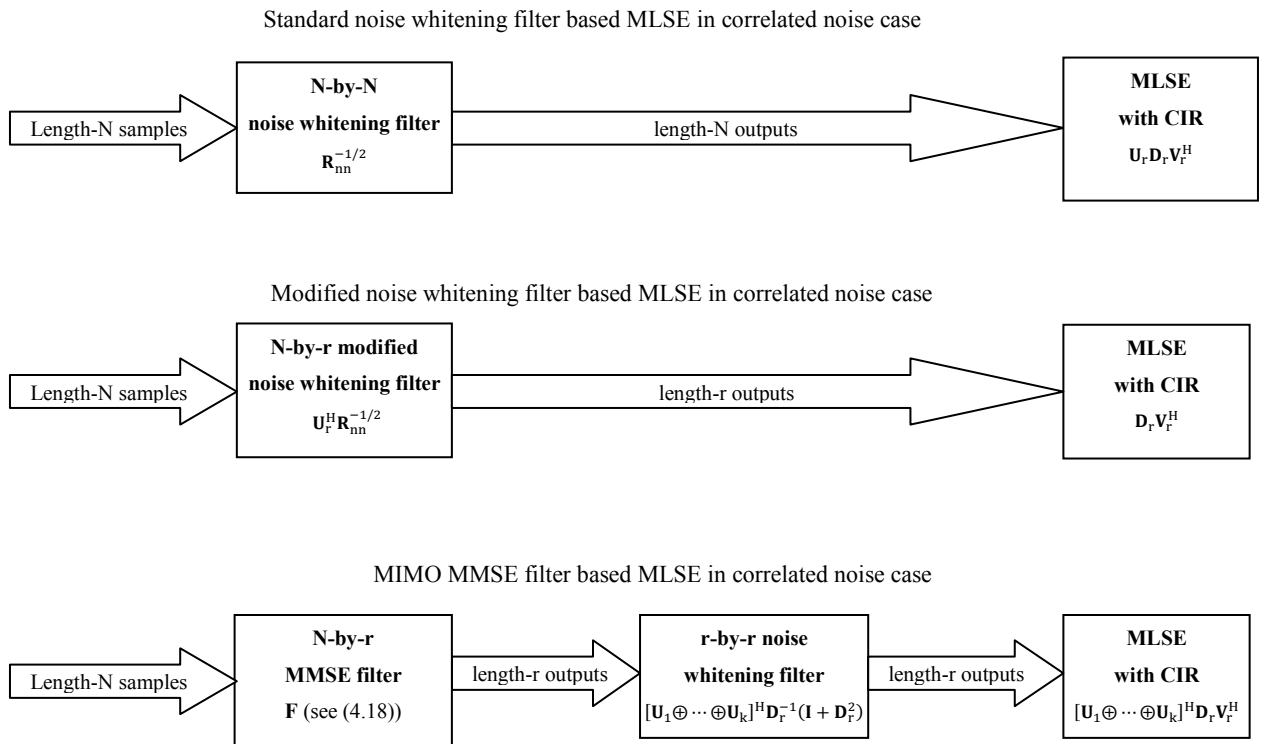 Standard noise whitening filter based MLSE in correlated noise case
Length-N samples
N-by-N
noise whitening filter
R_nn^{-1/2}
length-N outputs
MLSE
with CIR
U_r D_r V_r^H
Modified noise whitening filter based MLSE in correlated noise case
Length-N samples
N-by-r modified
noise whitening filter
U_r^H R_nn^{-1/2}
length-r outputs
MLSE
with CIR
D_r V_r^H
MIMO MMSE filter based MLSE in correlated noise case
Length-N samples
N-by-r
MMSE filter
F (see (4.18))
length-r outputs
r-by-r noise
whitening filter
[U_1⊕⋯⊕U_k]^H D_r^{-1}(I + D_r^2)
length-r outputs
MLSE
with CIR
[U_1⊕⋯⊕U_k]^H D_r V_r^H